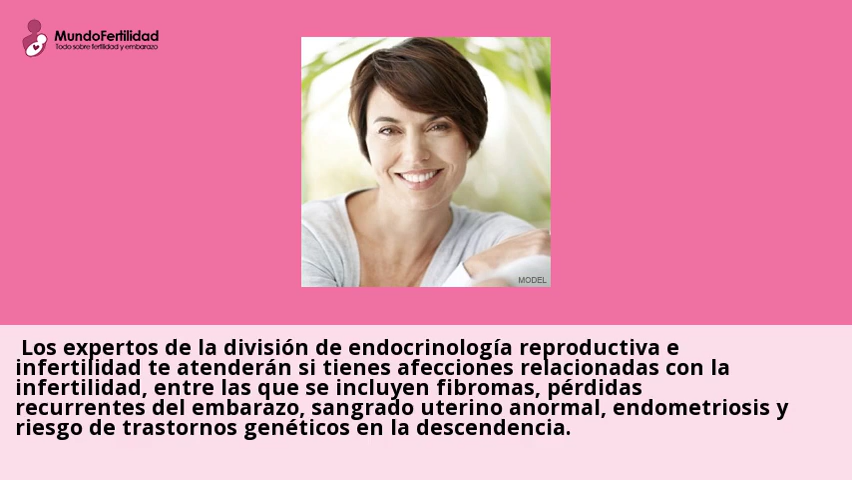 MundoFertilidad
Todo sobre fertilidad y embarazo
MODEL
Los expertos de la división de endocrinología reproductiva e
infertilidad te atenderán si tienes afecciones relacionadas con la
infertilidad, entre las que se incluyen fibromas, pérdidas
recurrentes del embarazo, sangrado uterino anormal, endometriosis y
riesgo de trastornos genéticos en la descendencia.